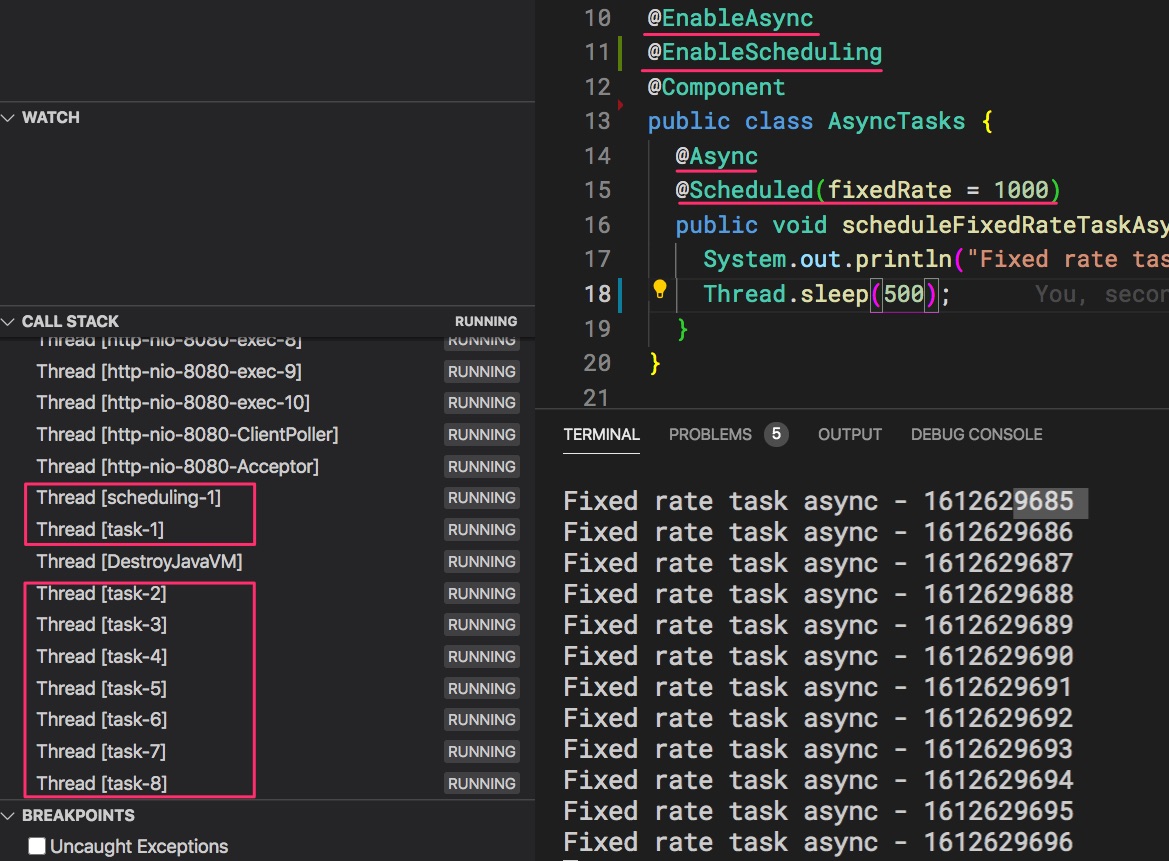 WATCH
CALL STACK RUNNING
Thread [http-nio-8080-exec-8] RUNNING
Thread [http-nio-8080-exec-9] RUNNING
Thread [http-nio-8080-exec-10] RUNNING
Thread [http-nio-8080-ClientPoller] RUNNING
Thread [http-nio-8080-Acceptor] RUNNING
Thread [scheduling-1] RUNNING
Thread [task-1] RUNNING
Thread [DestroyJavaVM] RUNNING
Thread [task-2] RUNNING
Thread [task-3] RUNNING
Thread [task-4] RUNNING
Thread [task-5] RUNNING
Thread [task-6] RUNNING
Thread [task-7] RUNNING
Thread [task-8] RUNNING
BREAKPOINTS
Uncaught Exceptions
10 @EnableAsync
11 @EnableScheduling
12 @Component
13 public class AsyncTasks {
14 @Async
15 @Scheduled(fixedRate = 1000)
16 public void scheduleFixedRateTaskAsy
17 System.out.println("Fixed rate tas
18 Thread.sleep(500); You, secon
19 }
20 }
21
TERMINAL PROBLEMS 5 OUTPUT DEBUG CONSOLE
Fixed rate task async - 1612629685
Fixed rate task async - 1612629686
Fixed rate task async - 1612629687
Fixed rate task async - 1612629688
Fixed rate task async - 1612629689
Fixed rate task async - 1612629690
Fixed rate task async - 1612629691
Fixed rate task async - 1612629692
Fixed rate task async - 1612629693
Fixed rate task async - 1612629694
Fixed rate task async - 1612629695
Fixed rate task async - 1612629696